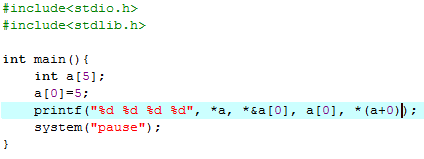 #include<stdio.h>
#include<stdlib.h>
int main(){
int a[5];
a[0]=5;
printf("%d %d %d %d", *a, *&a[0], a[0], *(a+0));
system("pause");
}